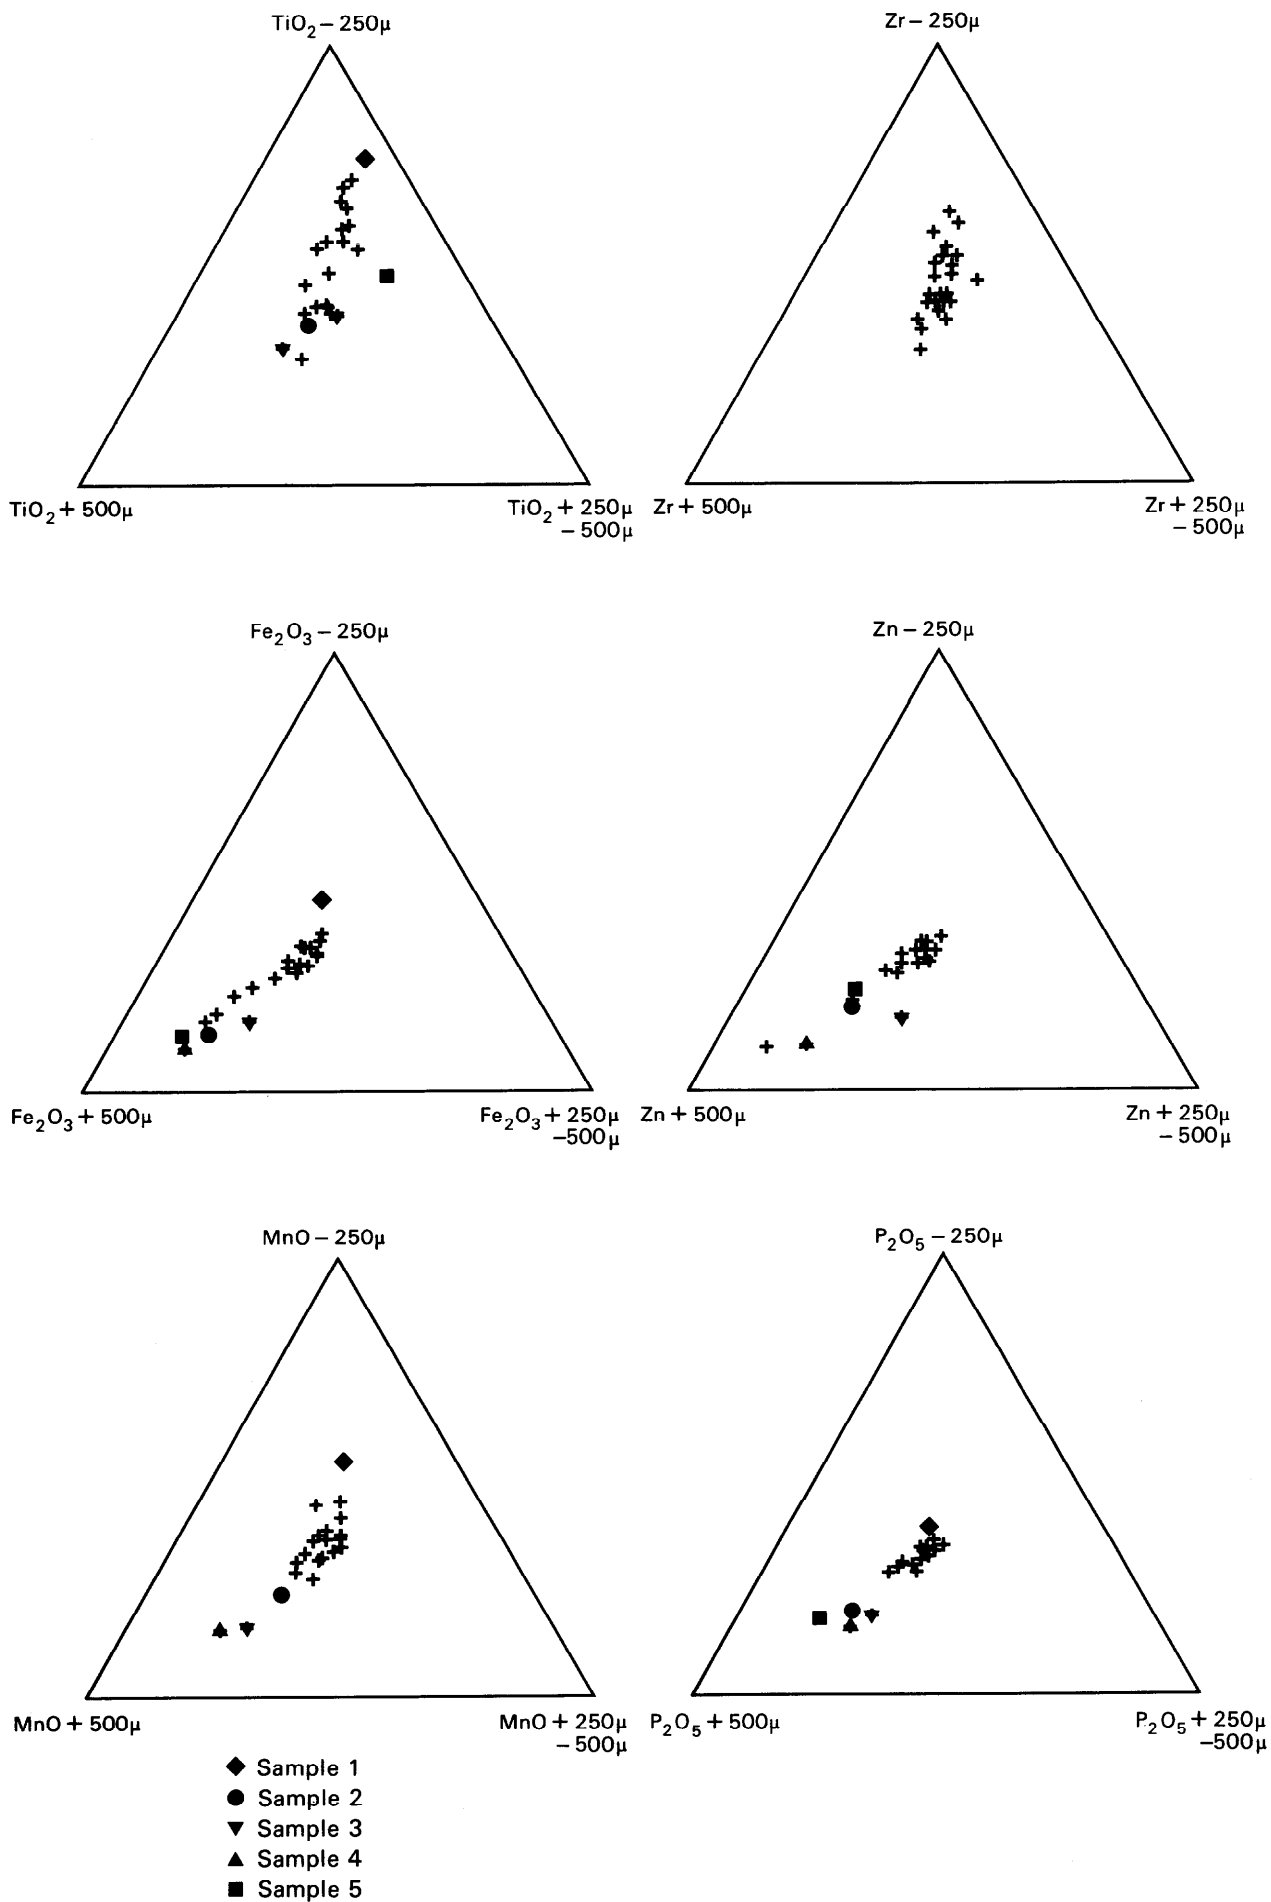 TiO₂ – 250μ
Zr – 250μ
TiO₂ + 500μ
TiO₂ + 250μ
– 500μ
Zr + 500μ
Zr + 250μ
– 500μ
Fe₂O₃ – 250μ
Zn – 250μ
Fe₂O₃ + 500μ
Fe₂O₃ + 250μ
–500μ
Zn + 500μ
Zn + 250μ
– 500μ
MnO – 250μ
P₂O₅ – 250μ
MnO + 500μ
MnO + 250μ
– 500μ
P₂O₅ + 500μ
P₂O₅ + 250μ
–500μ
Sample 1
Sample 2
Sample 3
Sample 4
Sample 5